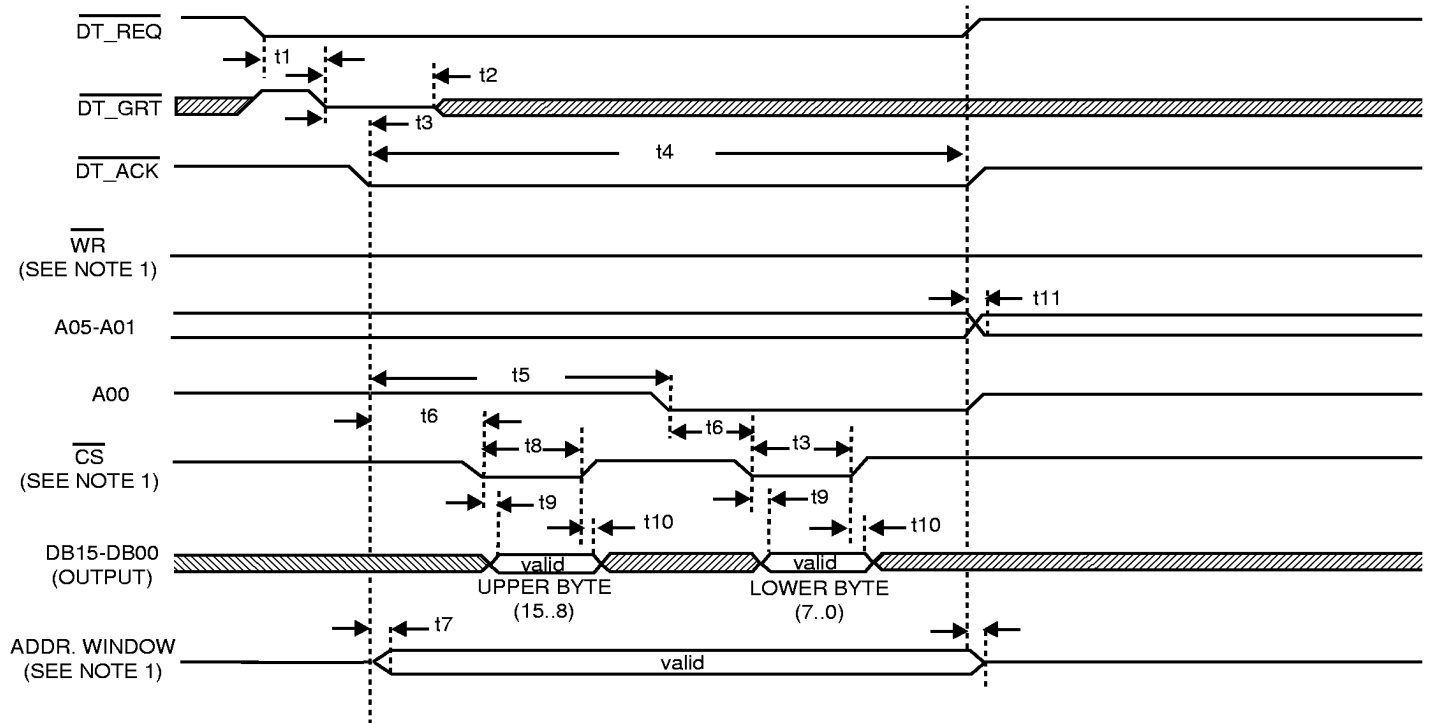 DT_REQ
t1
t2
DT_GRT
t3
t4
DT_ACK
WR
(SEE NOTE 1)
t11
A05-A01
t5
A00
t6
t6
t8
t3
CS
(SEE NOTE 1)
t9
t9
t10
t10
DB15-DB00
(OUTPUT)
valid
valid
UPPER BYTE
(15..8)
LOWER BYTE
(7..0)
t7
ADDR. WINDOW
(SEE NOTE 1)
valid